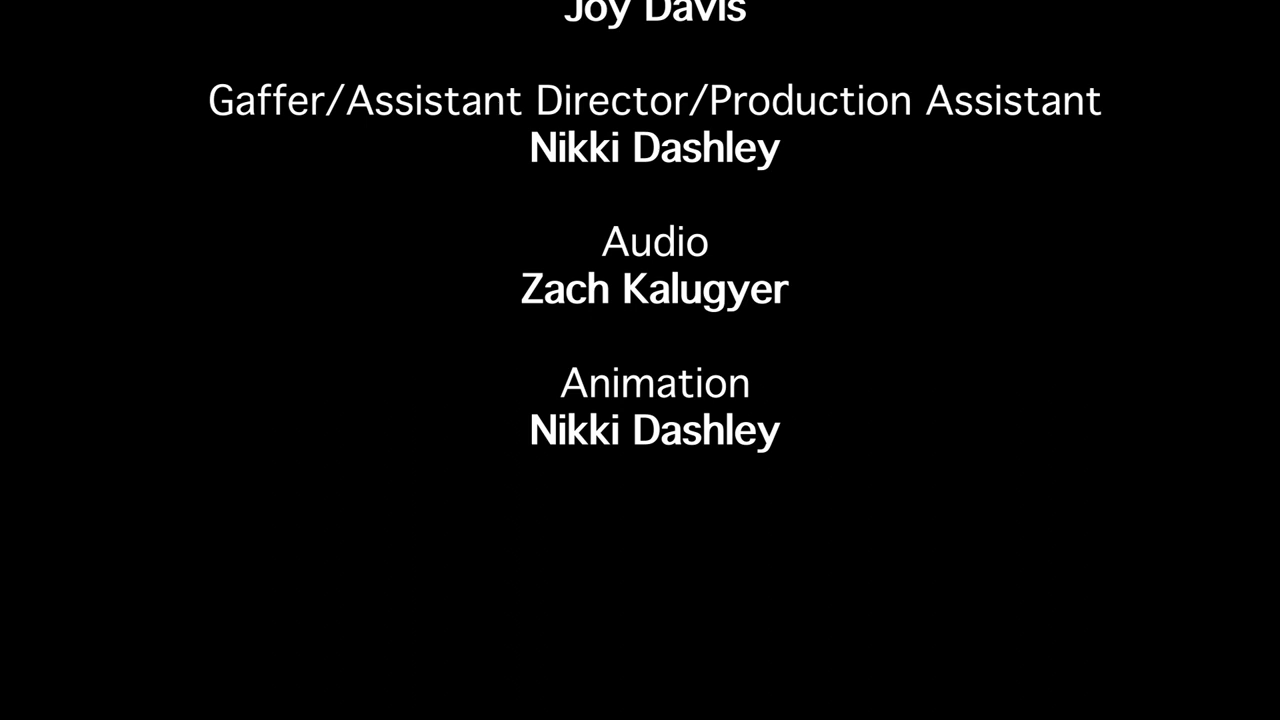 Joy Davis
Gaffer/Assistant Director/Production Assistant
Nikki Dashley
Audio
Zach Kalugyer
Animation
Nikki Dashley